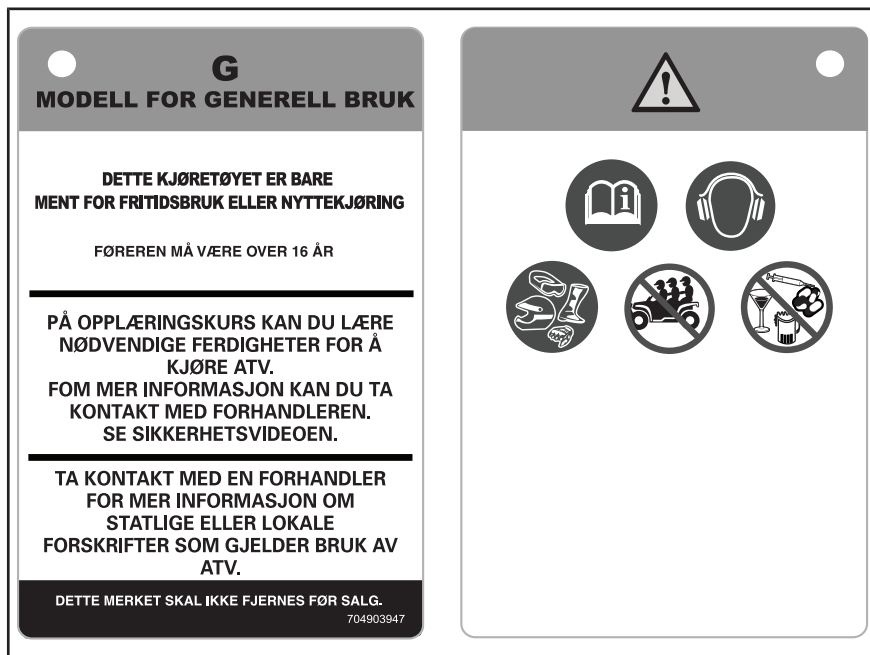 G
MODELL FOR GENERELL BRUK
DETTE KJØRETØYET ER BARE
MENT FOR FRITIDSBRUK ELLER NYTTEKJØRING
FØREREN MÅ VÆRE OVER 16 ÅR
PÅ OPPLÆRINGSKURS KAN DU LÆRE
NØDVENDIGE FERDIGHETER FOR Å
KJØRE ATV.
FOM MER INFORMASJON KAN DU TA
KONTAKT MED FORHANDLEREN.
SE SIKKERHETSVIDEOEN.
TA KONTAKT MED EN FORHANDLER
FOR MER INFORMASJON OM
STATLIGE ELLER LOKALE
FORSKRIFTER SOM GJELDER BRUK AV
ATV.
DETTE MERKET SKAL IKKE FJERNES FØR SALG.
704903947